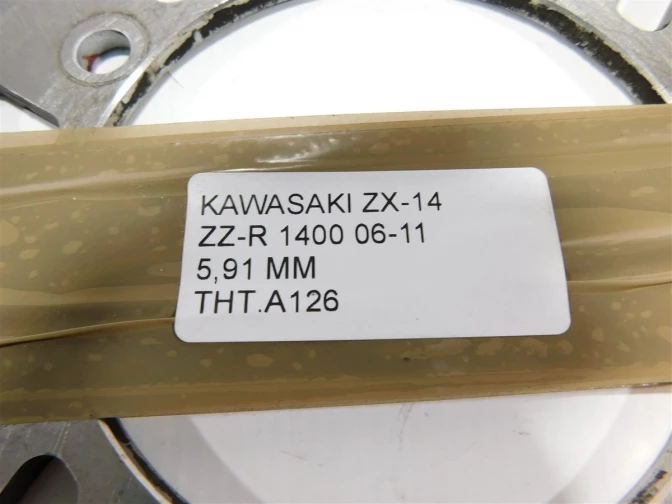 KAWASAKI ZX-14
ZZ-R 1400 06-11
5,91 MM
THT.A126